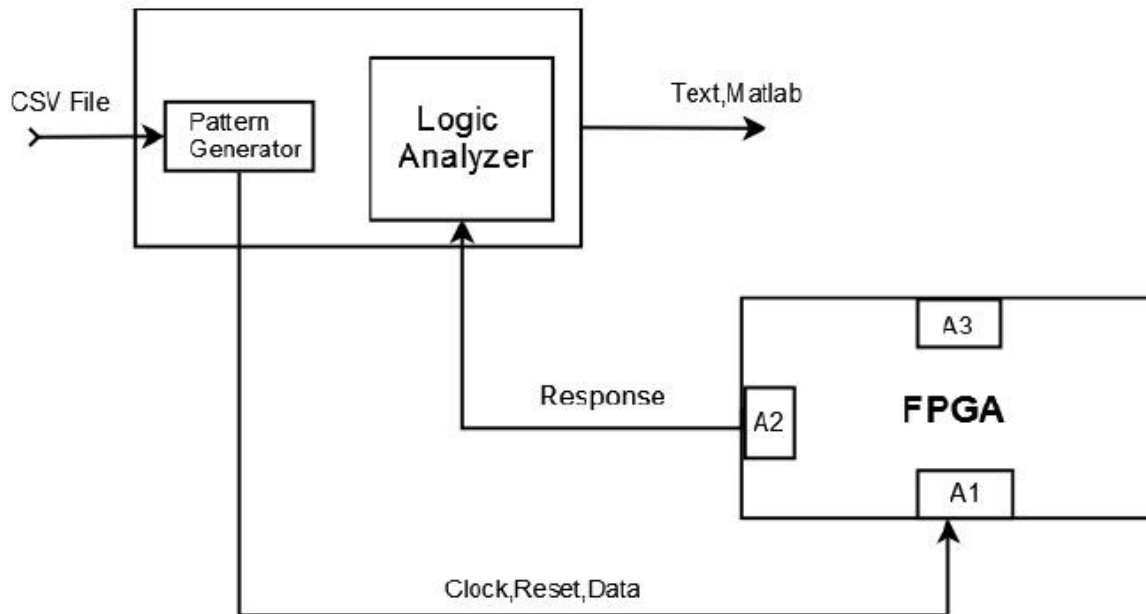 CSV File
Pattern
Generator
Logic
Analyzer
Text,Matlab
A3
Response
A2
FPGA
A1
Clock,Reset,Data